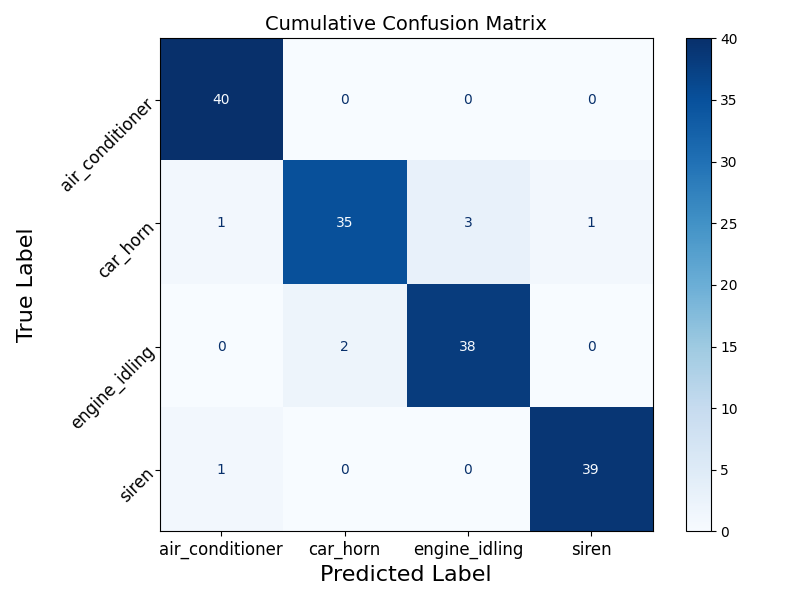 Cumulative Confusion Matrix
True Label
air_conditioner 40 0 0 0
car_horn 1 35 3 1
engine_idling 0 2 38 0
siren 1 0 0 39
air_conditioner car_horn engine_idling siren
Predicted Label
40
35
30
25
20
15
10
5
0